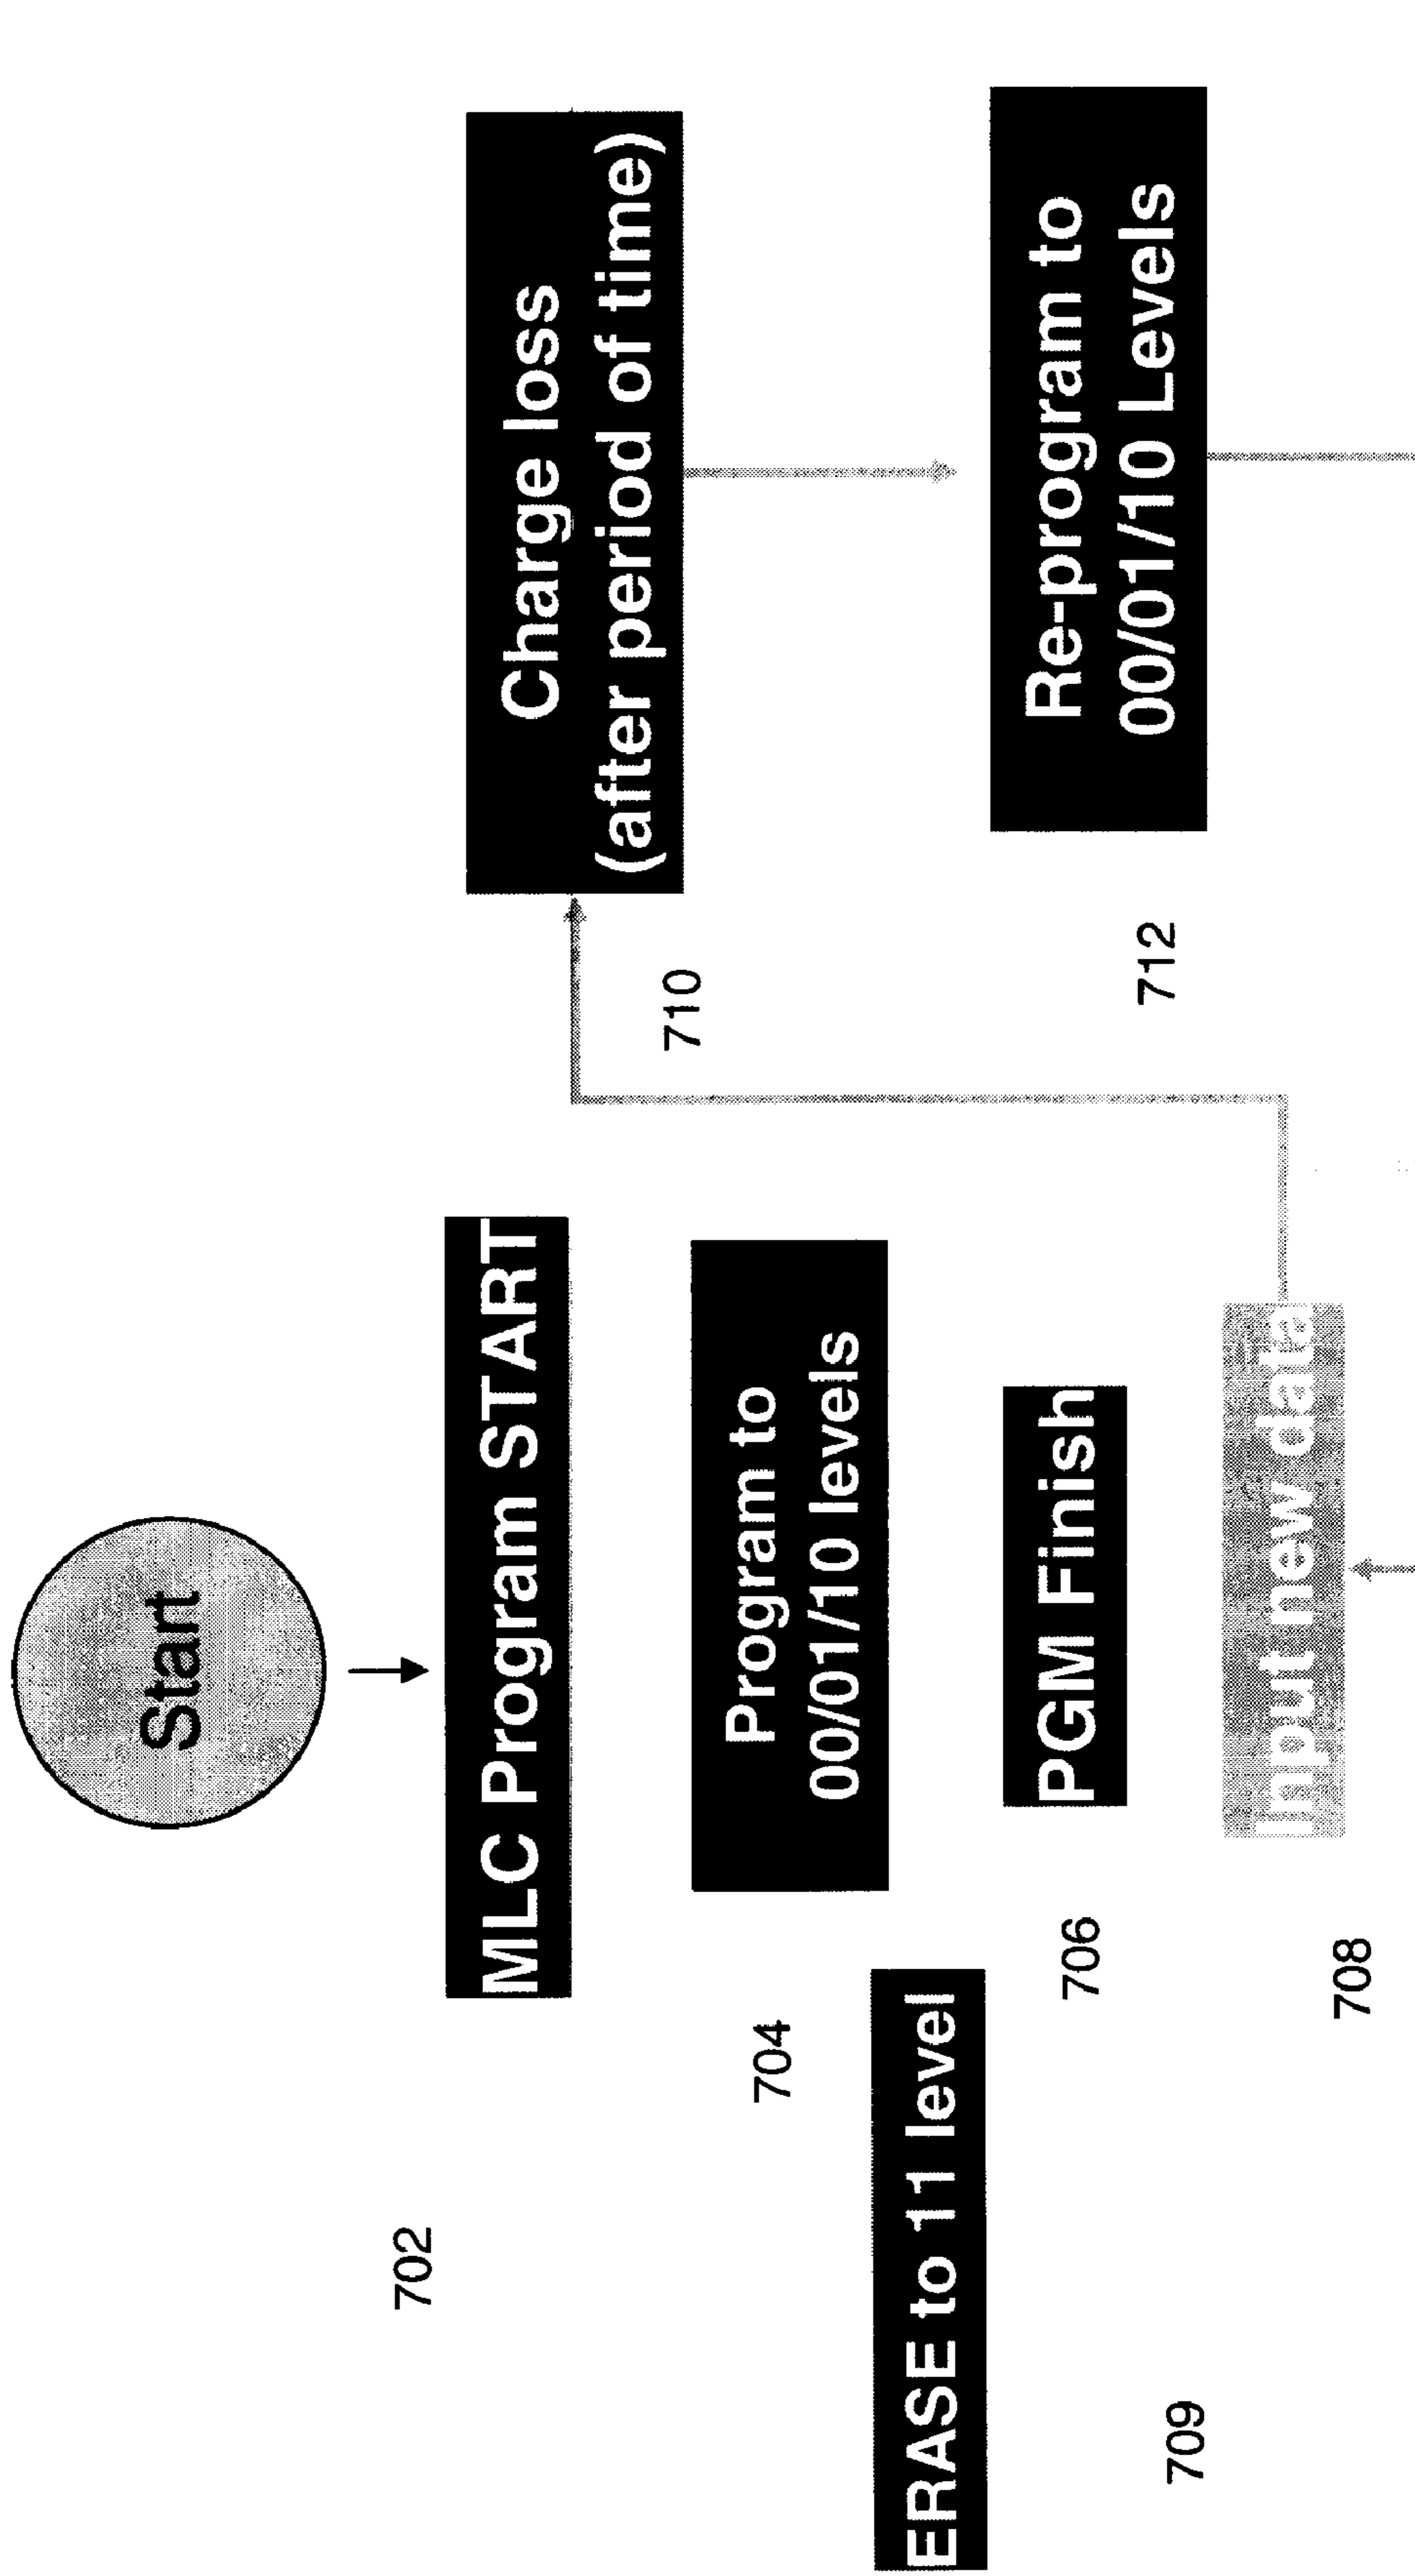 Start
702
MLC Program START
704
Program to
00/01/10 levels
ERASE to 11 level
709
706
PGM Finish
708
Input new data
710
Charge loss
(after period of time)
712
Re-program to
00/01/10 Levels